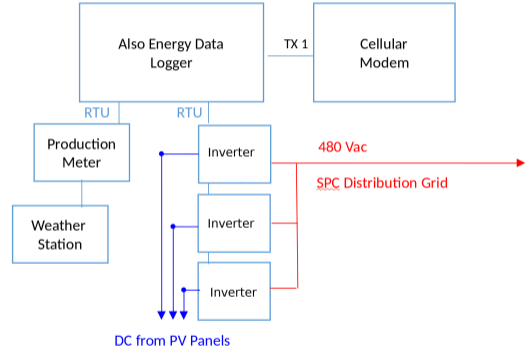 Also Energy Data
Logger
TX 1
Cellular
Modem
RTU
RTU
Production
Meter
Inverter
480 Vac
SPC Distribution Grid
Weather
Station
Inverter
Inverter
DC from PV Panels